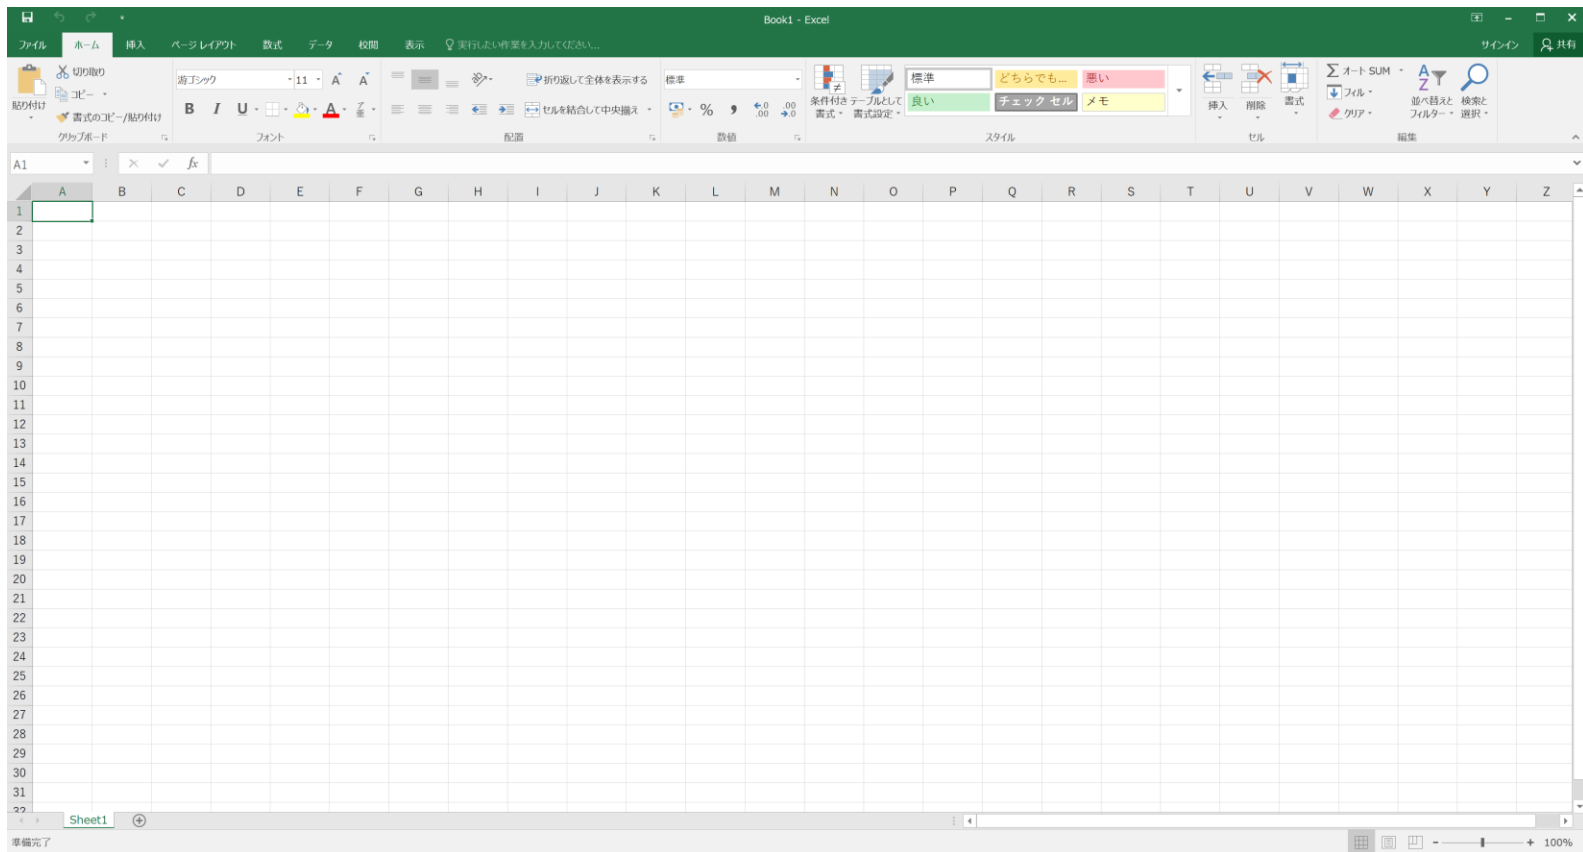 Book1 - Excel
ファイル ホーム 挿入 ページ レイアウト 数式 データ 校閲 表示 実行したい作業を入力してください... サインイン 共有
貼り付け
切り取り
コピー
書式のコピー/貼り付け
クリップボード
游ゴシック 11
B I U
フォント
折り返して全体を表示する
セルを結合して中央揃え
配置
標準
%
数値
条件付き書式
テーブルとして書式設定
標準 どちらでも... 悪い
良い チェック セル メモ
スタイル
挿入 削除 書式
セル
オート SUM
フィル
クリア
並べ替えと フィルター
検索と 選択
編集
A1 fx
A B C D E F G H I J K L M N O P Q R S T U V W X Y Z
1
2
3
4
5
6
7
8
9
10
11
12
13
14
15
16
17
18
19
20
21
22
23
24
25
26
27
28
29
30
31
32
Sheet1
準備完了 100%